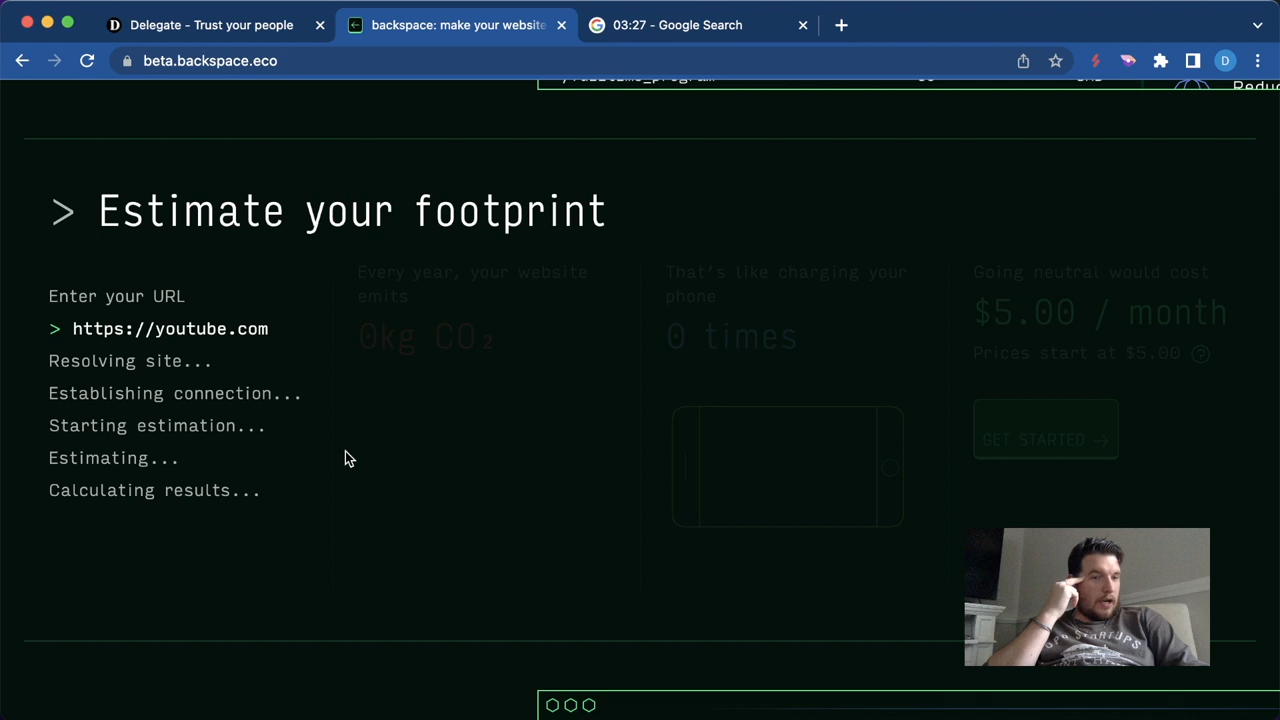 Delegate - Trust your people
backspace: make your website
03:27 - Google Search
beta.backspace.eco
D
> Estimate your footprint
Enter your URL
> https://youtube.com
Resolving site...
Establishing connection...
Starting estimation...
Estimating...
Calculating results...
Every year, your website
emits
0kg CO₂
That's like charging your
phone
0 times
Going neutral would cost
$5.00 / month
Prices start at $5.00 ?
GET STARTED →
STARTUPS